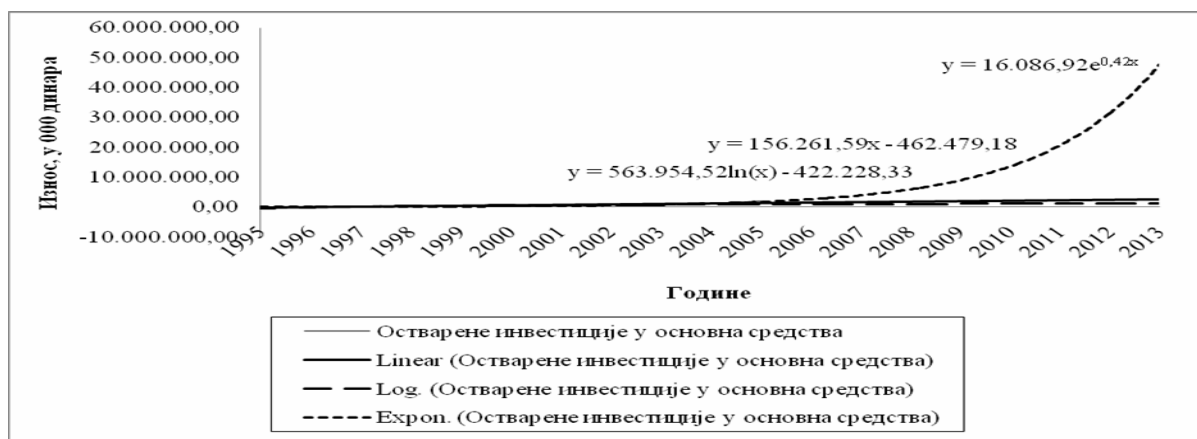 60.000.000,00
50.000.000,00
40.000.000,00
30.000.000,00
20.000.000,00
10.000.000,00
0,00
-10.000.000,00
Износ, у 000 динара
y = 16.086,92e^0,42x
y = 156.261,59x - 462.479,18
y = 563.954,52ln(x) - 422.228,33
1995 1996 1997 1998 1999 2000 2001 2002 2003 2004 2005 2006 2007 2008 2009 2010 2011 2012 2013
Године
Остварене инвестиције у основна средства
Linear (Остварене инвестиције у основна средства)
Log. (Остварене инвестиције у основна средства)
Expon. (Остварене инвестиције у основна средства)